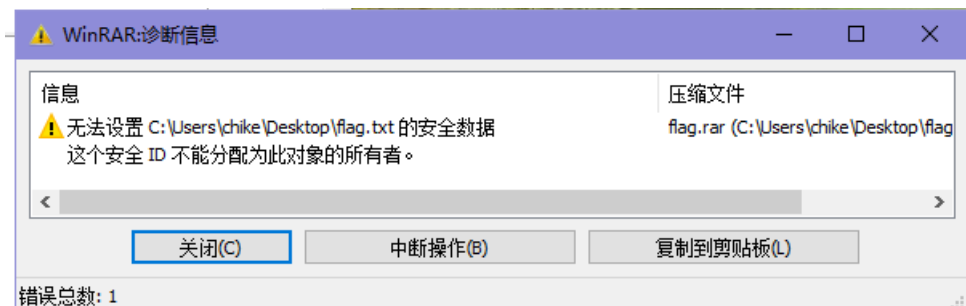 WinRAR:诊断信息
信息 压缩文件
无法设置 C:\Users\chike\Desktop\flag.txt 的安全数据 flag.rar (C:\Users\chike\Desktop\flag
这个安全 ID 不能分配为此对象的所有者。
关闭(C) 中断操作(B) 复制到剪贴板(L)
错误总数: 1